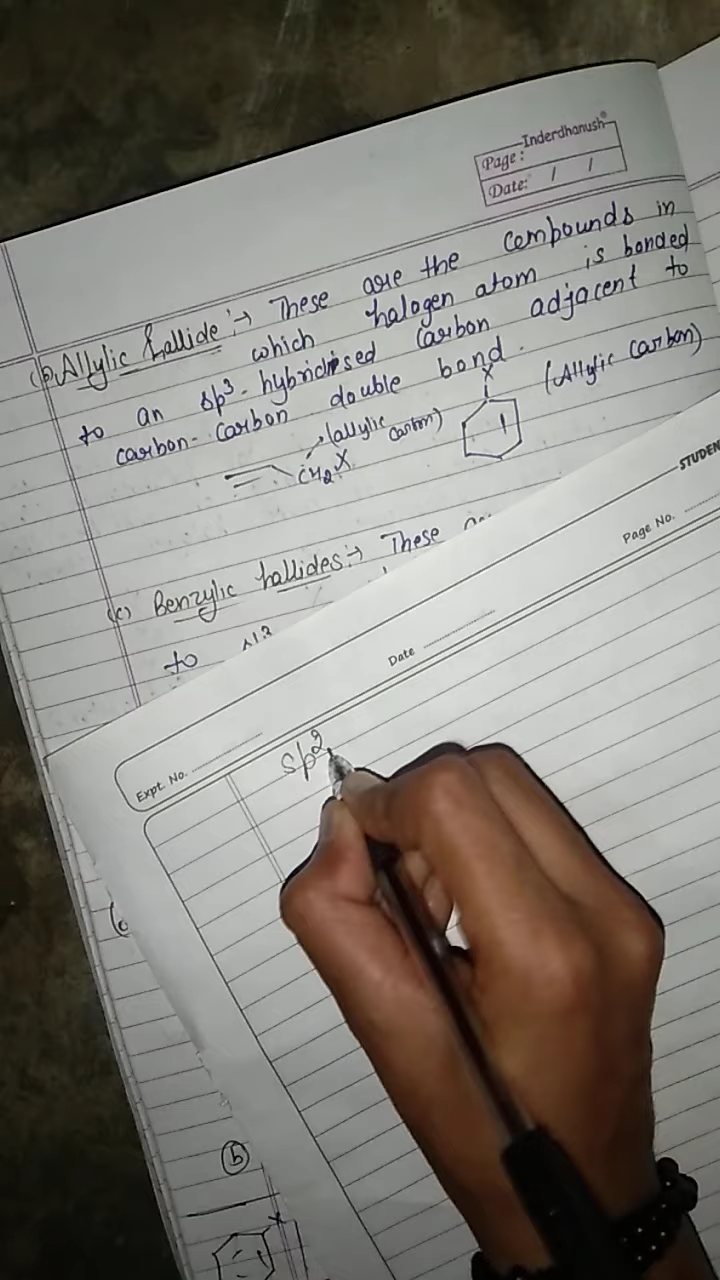 Inderdhanush®
Page :
Date: / /
(b) Allylic hallide :→ These are the compounds in
which halogen atom is bonded
to an sp³-hybridised carbon adjacent to
carbon-carbon double bond.
X (Allylic carbon)
(allylic carbon)
CH₂X
(c) Benzylic hallides :→ These
to
STUDEN
Page No.
Date
Expt. No.
sp²
(b)